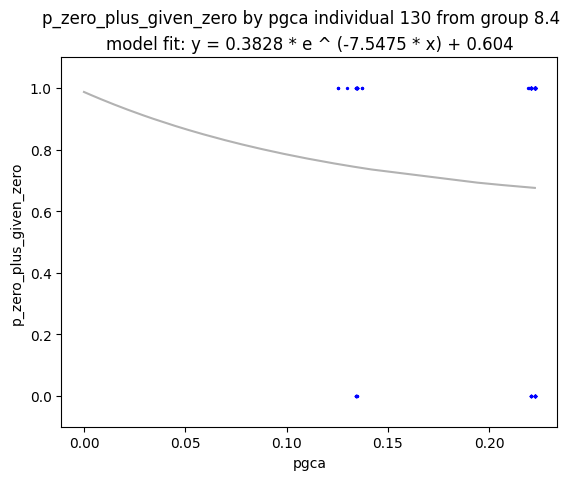 p_zero_plus_given_zero by pgca individual 130 from group 8.4
model fit: y = 0.3828 * e ^ (-7.5475 * x) + 0.604
1.0
0.8
0.6
0.4
0.2
0.0
p_zero_plus_given_zero
0.00 0.05 0.10 0.15 0.20
pgca